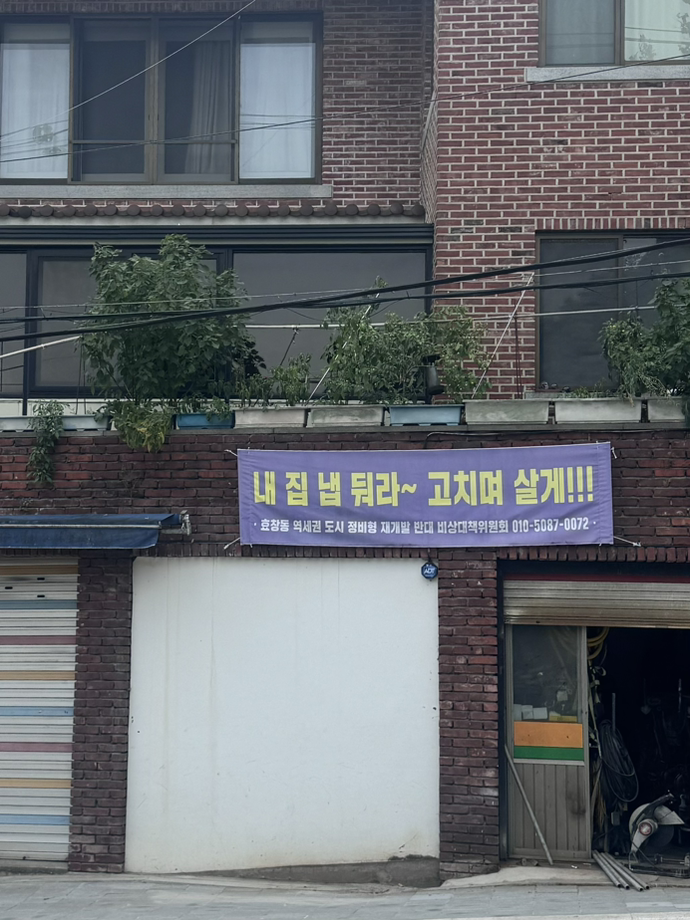 내 집 냅 둬라~ 고치며 살게!!!
· 효창동 역세권 도시 정비형 재개발 반대 비상대책위원회 010-5087-0072 ·